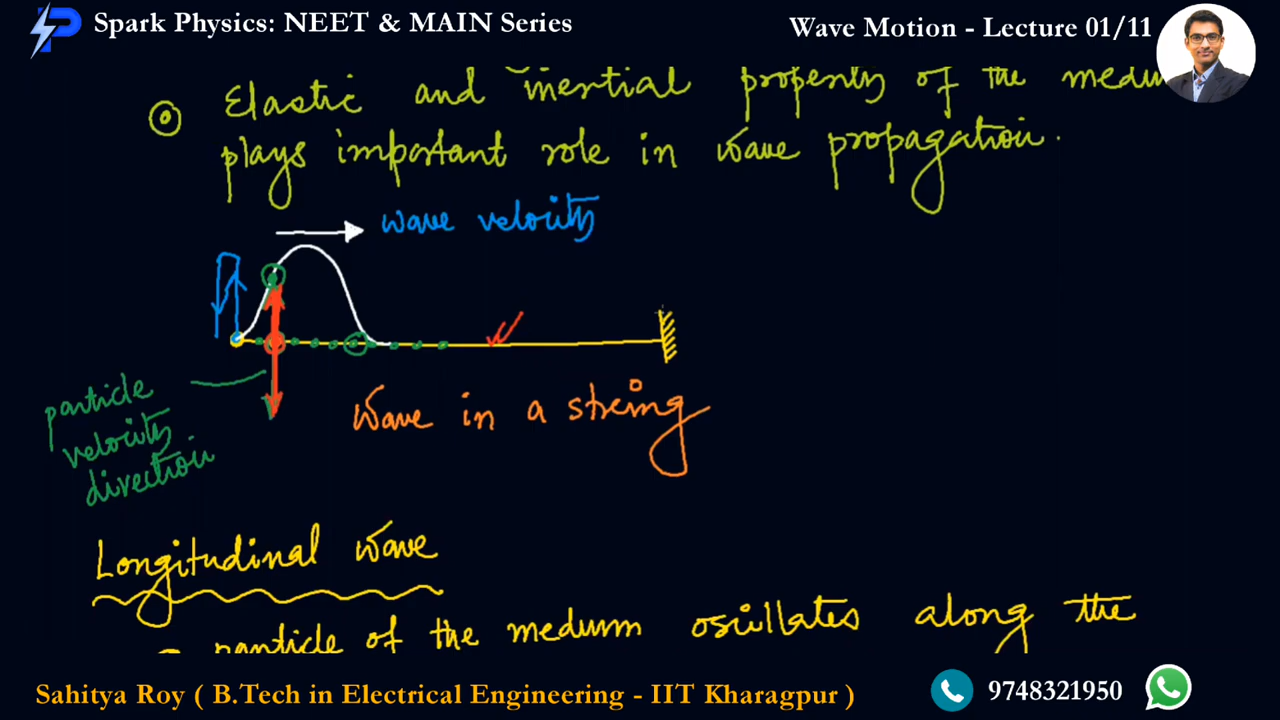 Spark Physics: NEET & MAIN Series
Wave Motion - Lecture 01/11
Elastic and inertial property of the medium
plays important role in wave propagation.
wave velocity
particle
velocity
direction
Wave in a string
Longitudinal wave
particle of the medium oscillates along the
Sahitya Roy ( B.Tech in Electrical Engineering - IIT Kharagpur )
9748321950